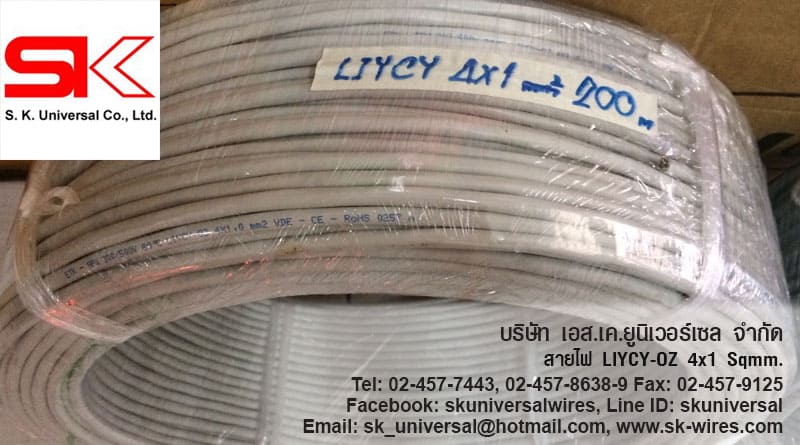 SK
S. K. Universal Co., Ltd.
LIYCY 4x1 mm² 200 m
4X1.0 mm2 VDE - CE - RoHS 0257 m
บริษัท เอส.เค.ยูนิเวอร์เซล จำกัด
สายไฟ LIYCY-OZ 4x1 Sqmm.
Tel: 02-457-7443, 02-457-8638-9 Fax: 02-457-9125
Facebook: skuniversalwires, Line ID: skuniversal
Email: sk_universal@hotmail.com, www.sk-wires.com